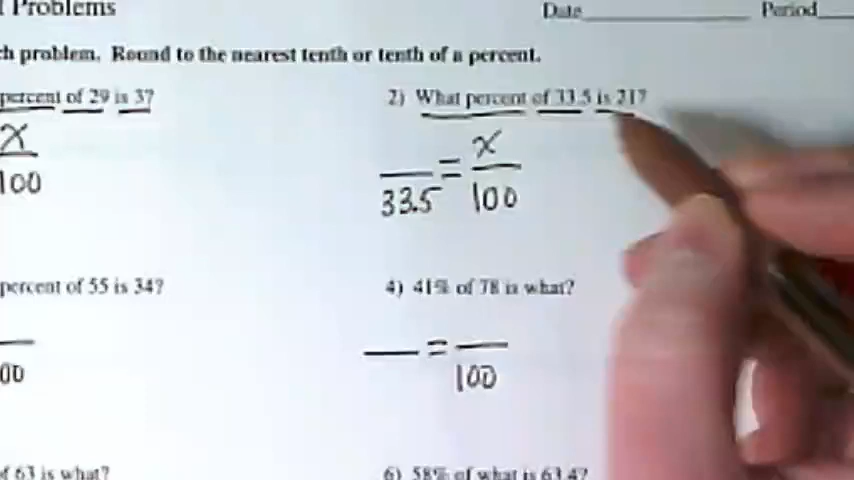 Problems
Date Period
ch problem. Round to the nearest tenth or tenth of a percent.
percent of 29 is 3?
x
100
2) What percent of 33.5 is 21?
33.5 = x
100
percent of 55 is 34?
00
4) 41% of 78 is what?
=
100
of 63 is what?
6) 58% of what is 63.4?